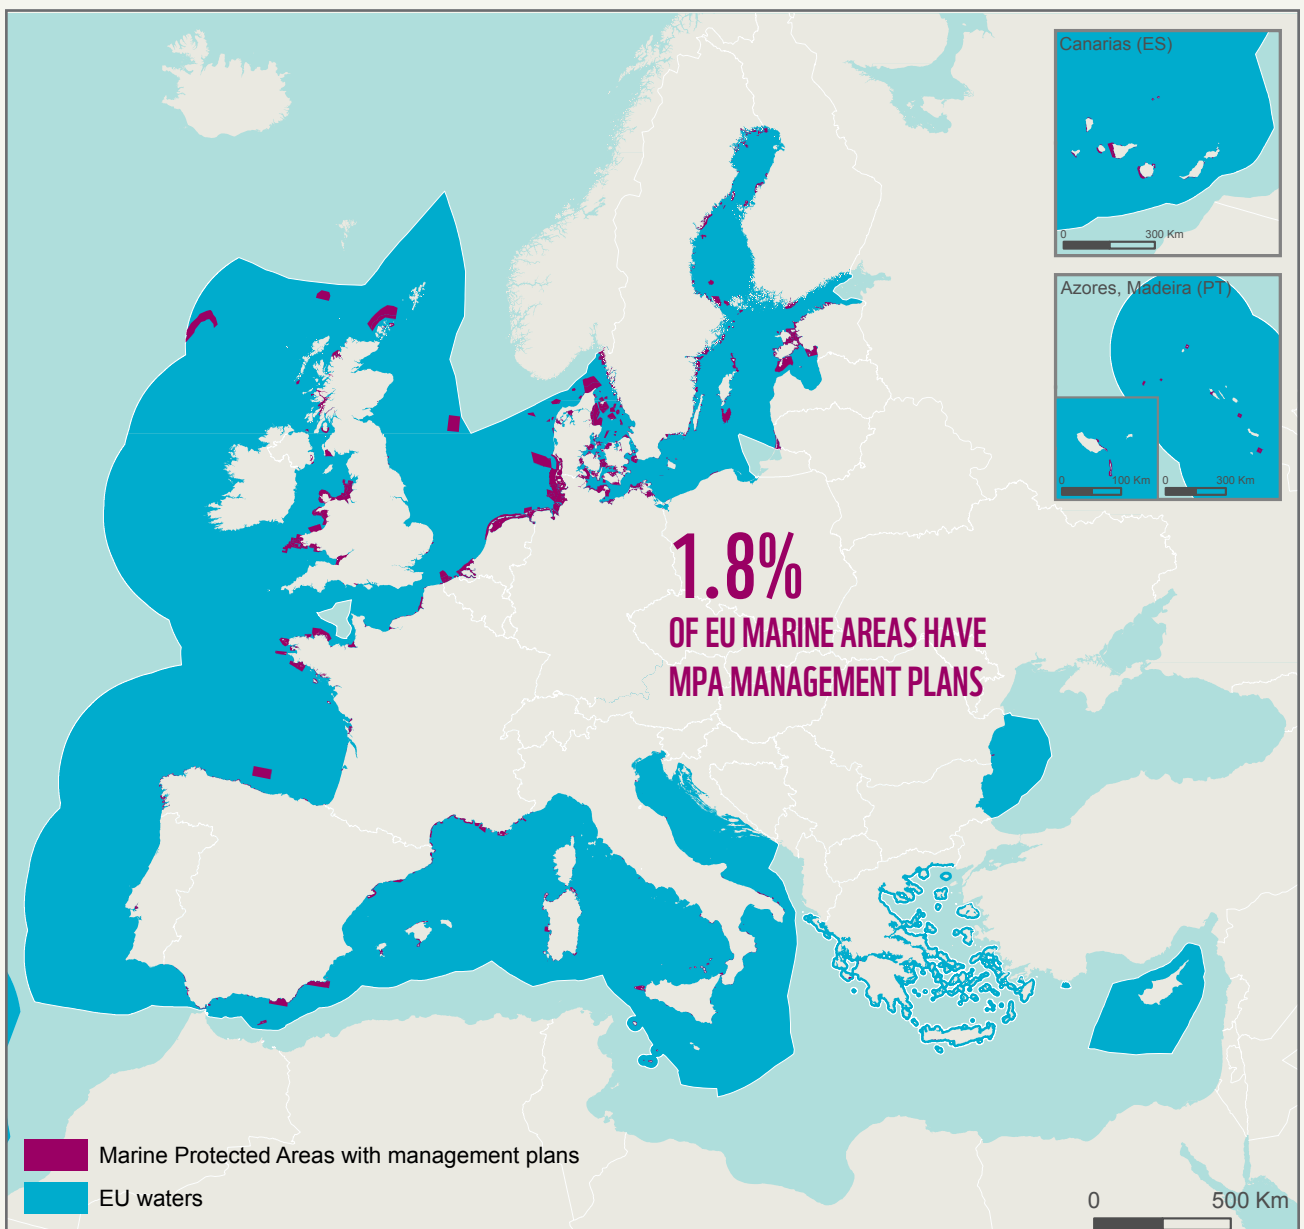 Canarias (ES)
0 300 Km
Azores, Madeira (PT)
0 100 Km
0 300 Km
1.8%
OF EU MARINE AREAS HAVE
MPA MANAGEMENT PLANS
Marine Protected Areas with management plans
EU waters
0 500 Km